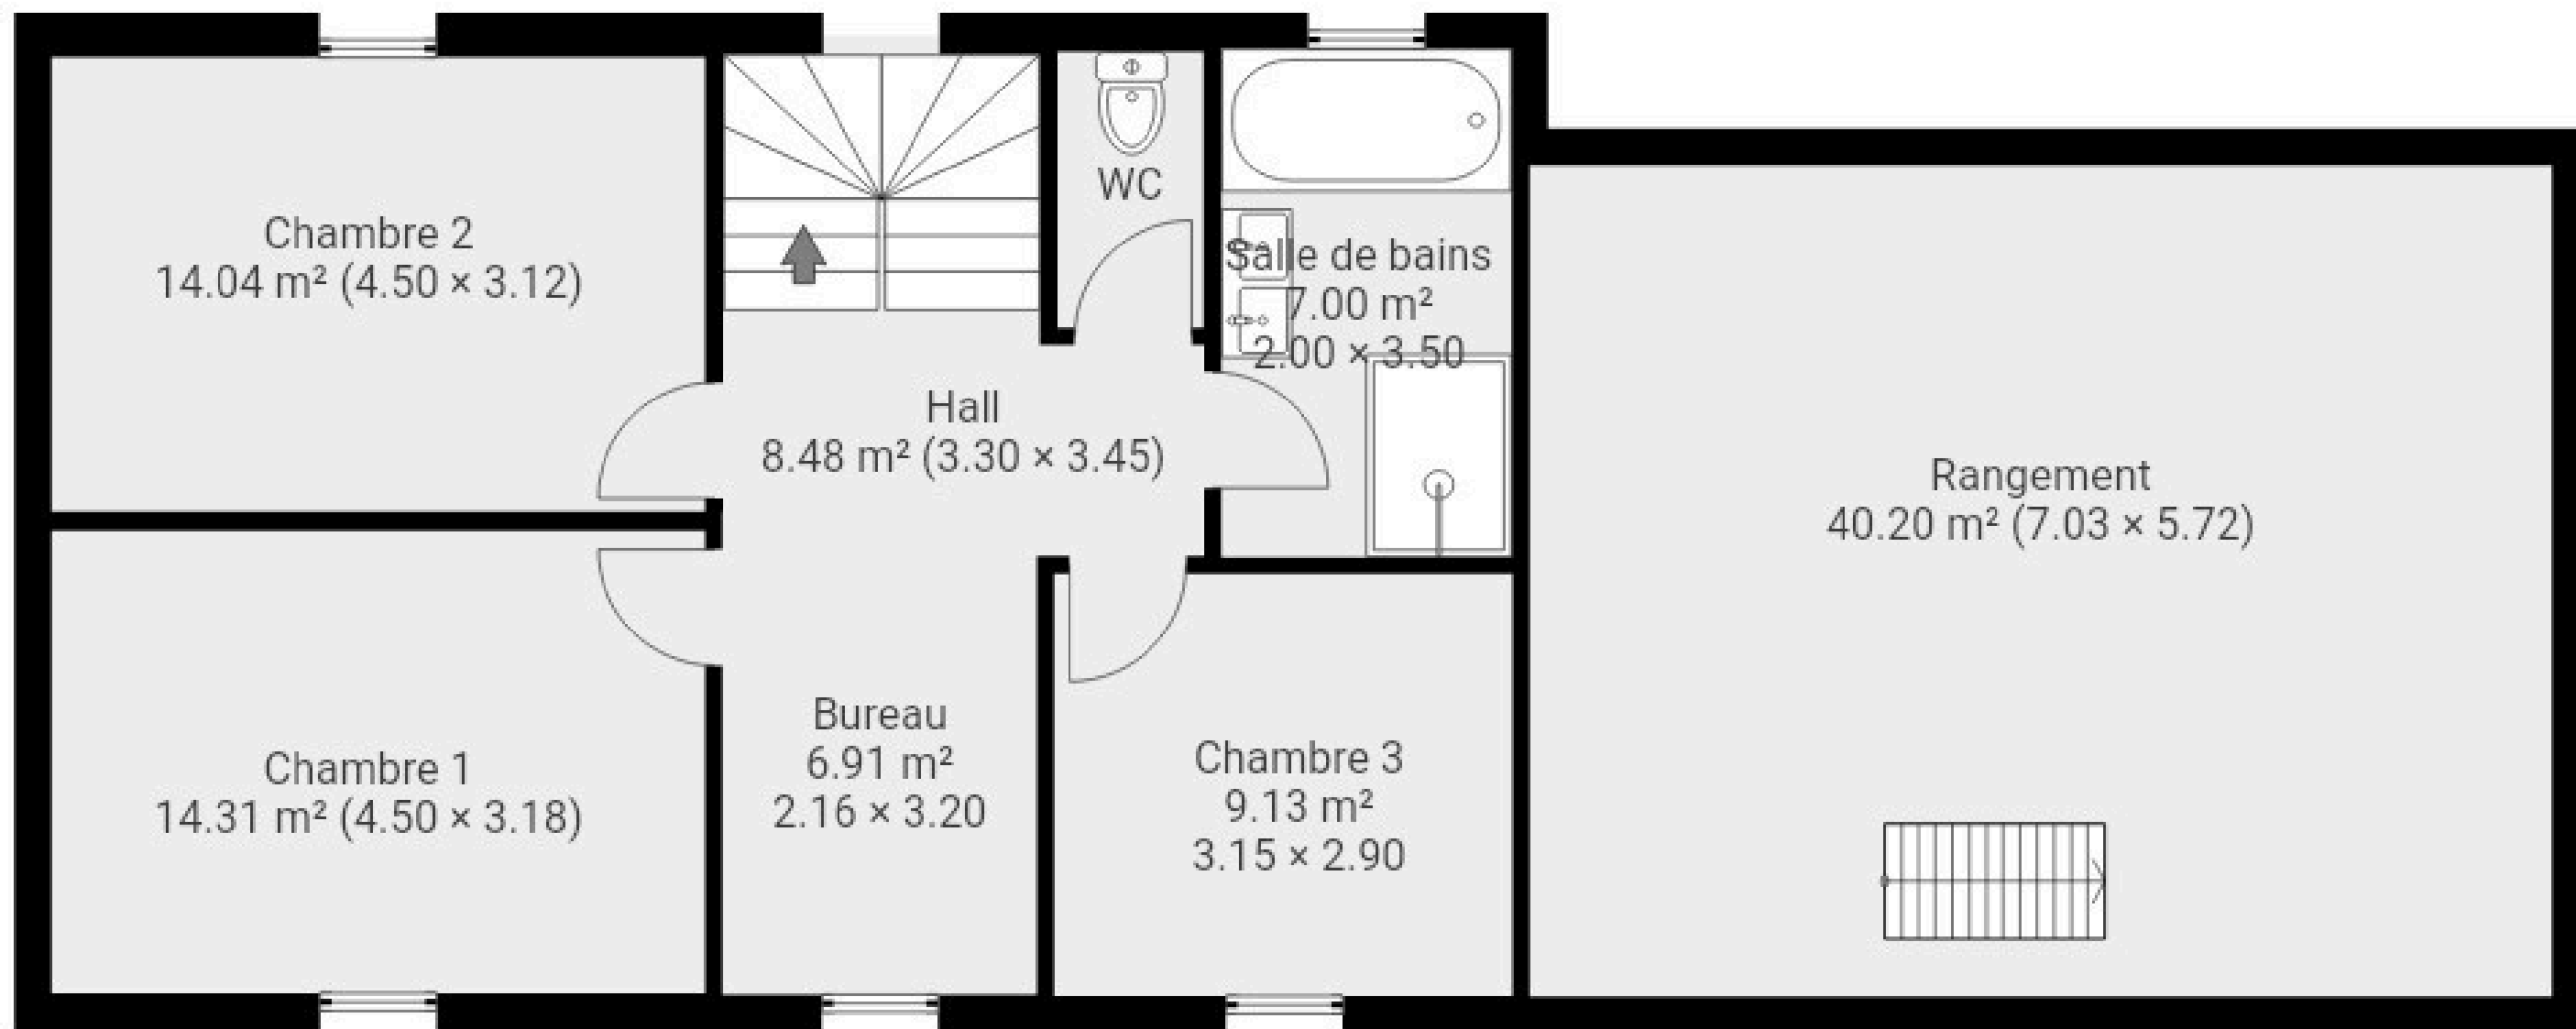 Chambre 2
14.04 m² (4.50 × 3.12)
WC
Salle de bains
7.00 m²
2.00 × 3.50
Hall
8.48 m² (3.30 × 3.45)
Rangement
40.20 m² (7.03 × 5.72)
Chambre 1
14.31 m² (4.50 × 3.18)
Bureau
6.91 m²
2.16 × 3.20
Chambre 3
9.13 m²
3.15 × 2.90